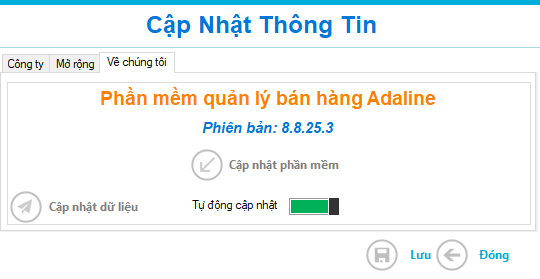 Cập Nhật Thông Tin
Công ty Mở rộng Về chúng tôi
Phần mềm quản lý bán hàng Adaline
Phiên bản: 8.8.25.3
Cập nhật phần mềm
Cập nhật dữ liệu Tự động cập nhật
Lưu Đóng